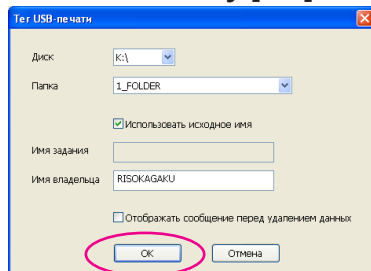 Тег USB-печати
Диск K:\
Папка 1_FOLDER
Использовать исходное имя
Имя задания
Имя владельца RISOKAGAKU
Отображать сообщение перед удалением данных
OK Отмена